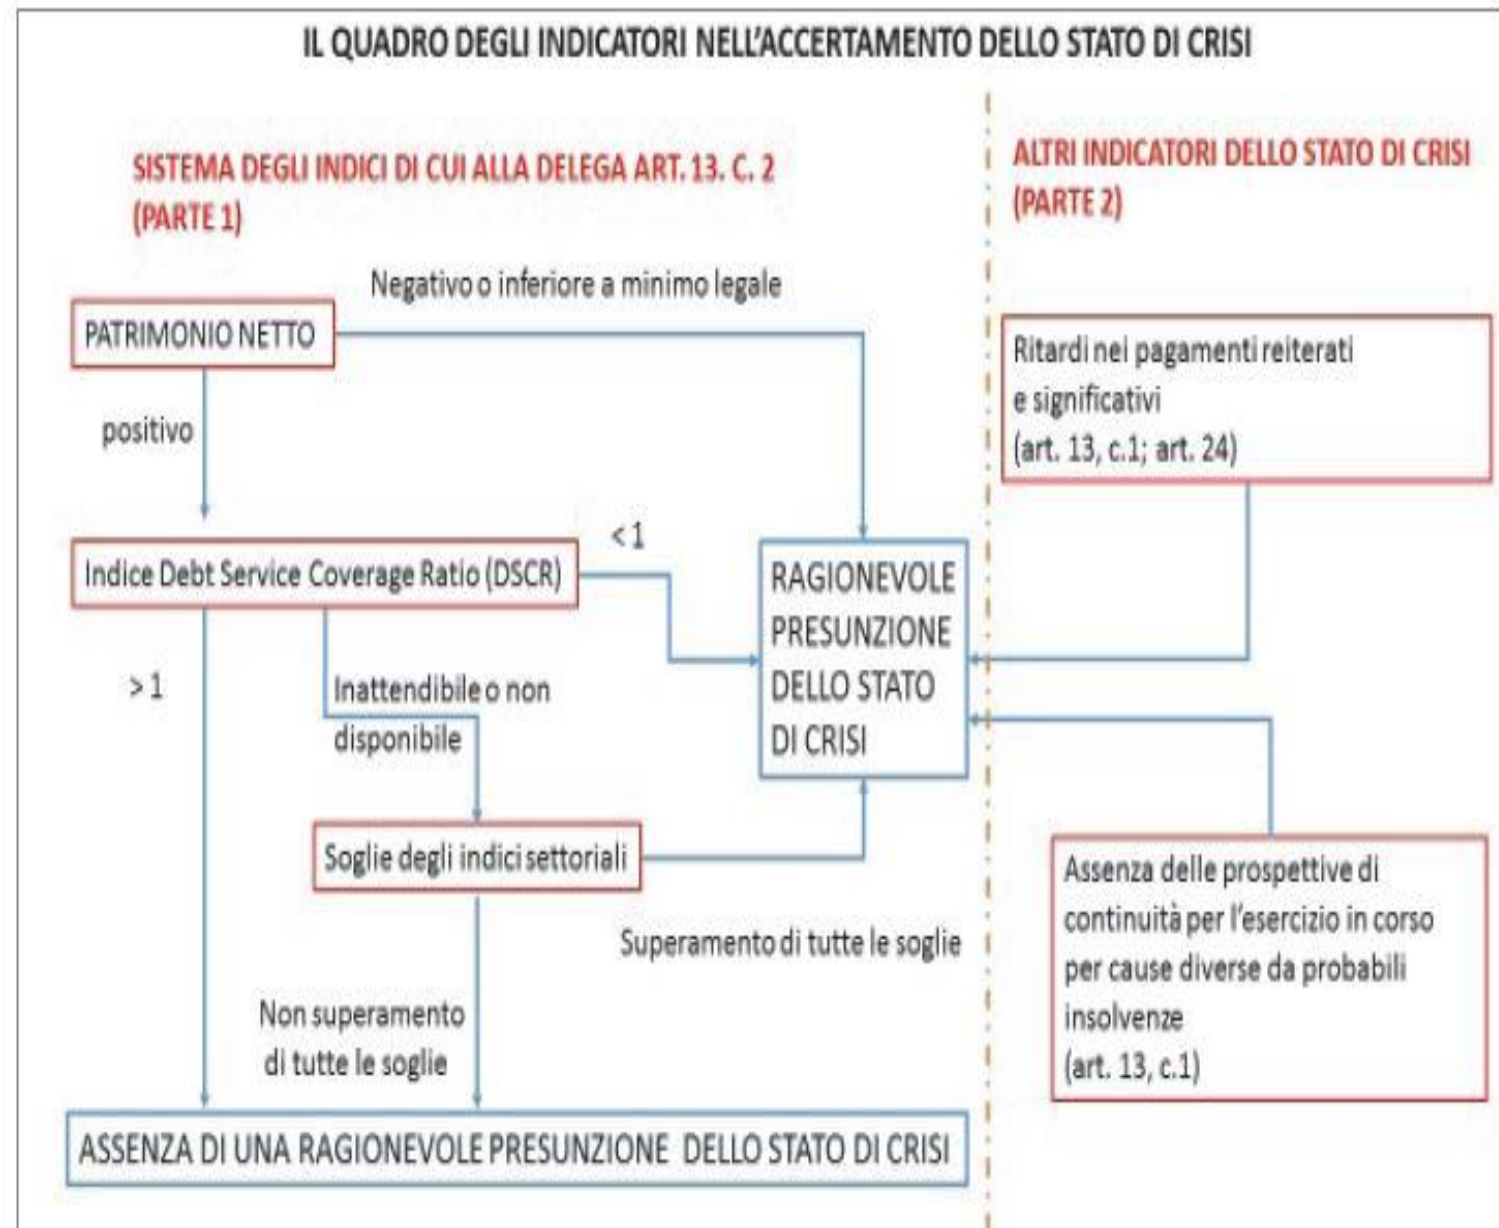 IL QUADRO DEGLI INDICATORI NELL'ACCERTAMENTO DELLO STATO DI CRISI
SISTEMA DEGLI INDICI DI CUI ALLA DELEGA ART. 13. C. 2
(PARTE 1)
ALTRI INDICATORI DELLO STATO DI CRISI
(PARTE 2)
Negativo o inferiore a minimo legale
PATRIMONIO NETTO
positivo
Ritardi nei pagamenti reiterati
e significativi
(art. 13, c.1; art. 24)
Indice Debt Service Coverage Ratio (DSCR)
< 1
RAGIONEVOLE
PRESUNZIONE
DELLO STATO
DI CRISI
> 1
Inattendibile o non
disponibile
Soglie degli indici settoriali
Superamento di tutte le soglie
Assenza delle prospettive di
continuità per l'esercizio in corso
per cause diverse da probabili
insolvenze
(art. 13, c.1)
Non superamento
di tutte le soglie
ASSENZA DI UNA RAGIONEVOLE PRESUNZIONE DELLO STATO DI CRISI